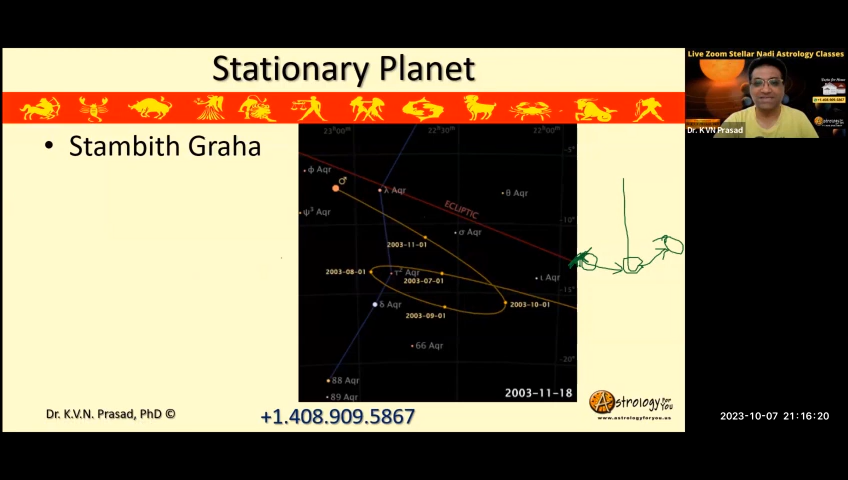 Stationary Planet
• Stambith Graha
23h00m 22h30m 22h00m
-5°
φ Aqr
♂
λ Aqr
θ Aqr
ψ³ Aqr
ECLIPTIC
-10°
σ Aqr
2003-11-01
2003-08-01
τ² Aqr
2003-07-01
ι Aqr
-15°
δ Aqr
2003-10-01
2003-09-01
66 Aqr
-20°
88 Aqr
89 Aqr
2003-11-18
Dr. K.V.N. Prasad, PhD ©
+1.408.909.5867
Astrology For You
www.astrologyforyou.us
Live Zoom Stellar Nadi Astrology Classes
Dr. K V N Prasad
2023-10-07 21:16:20